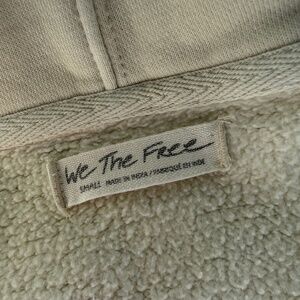 We The Free
SMALL MADE IN INDIA / FABRIQUÉ EN INDE